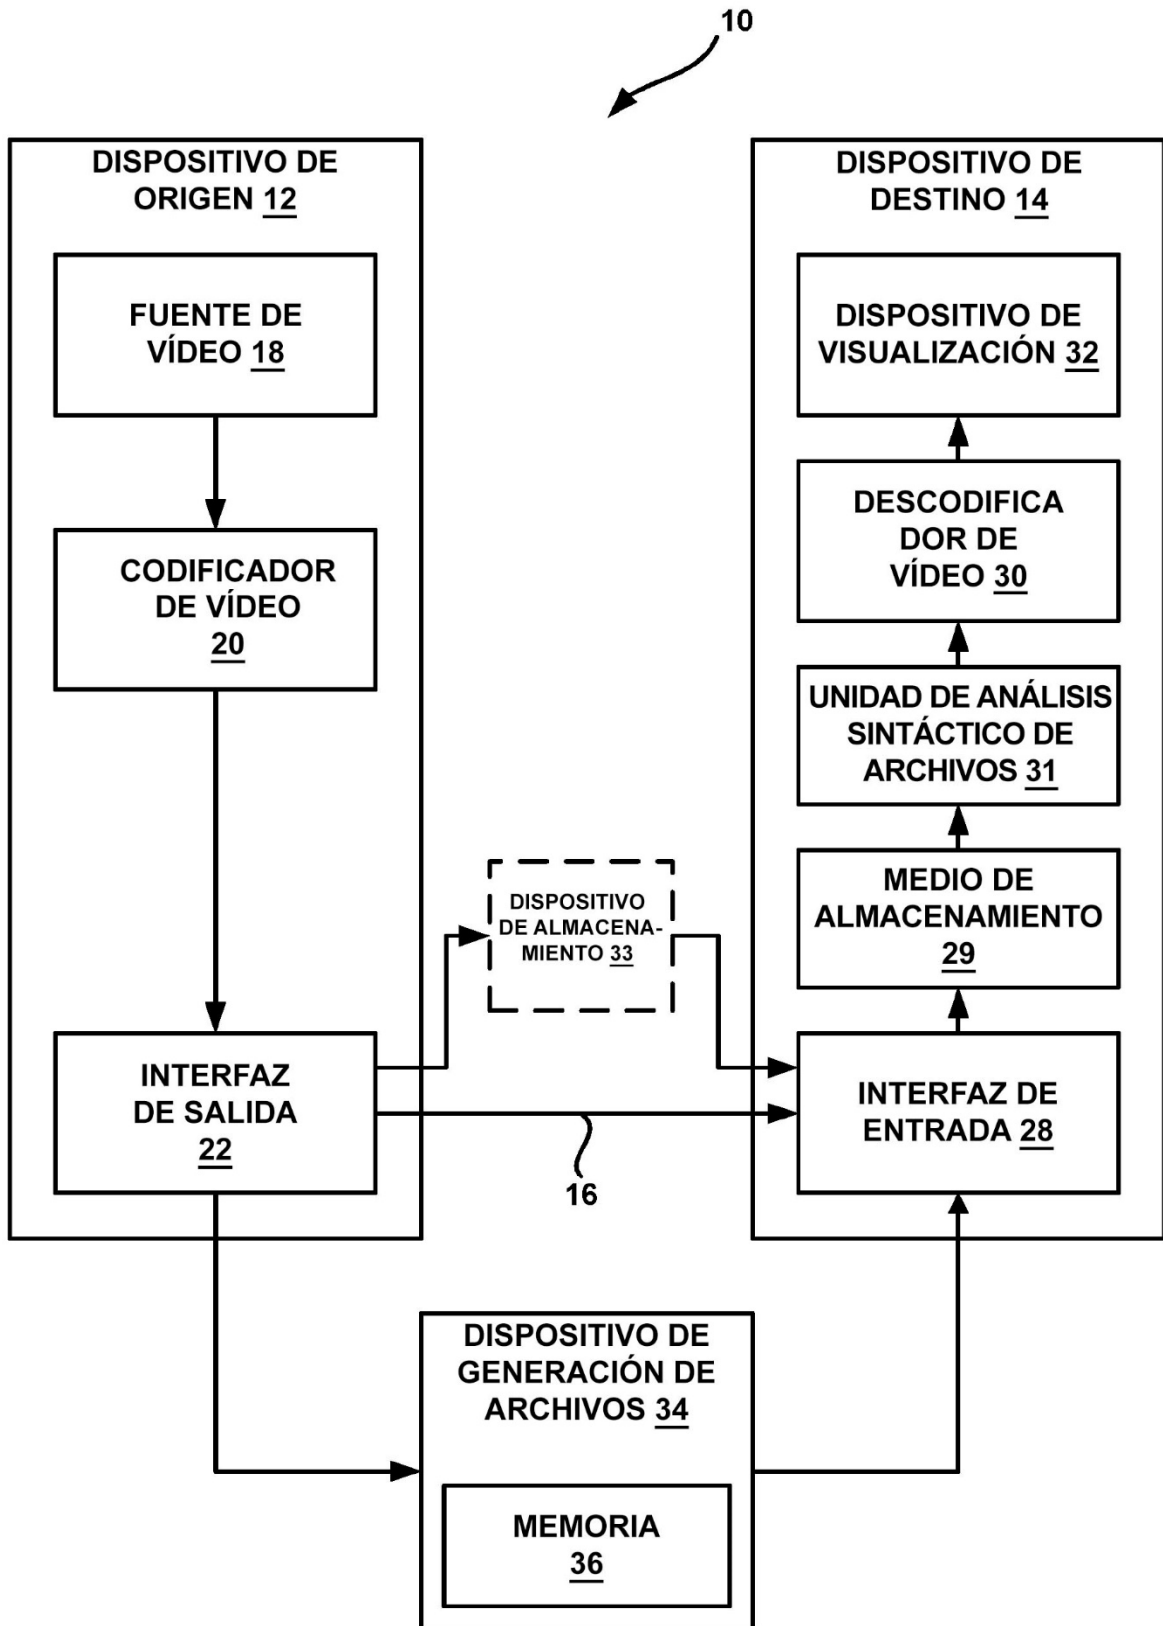 10
DISPOSITIVO DE
ORIGEN 12
FUENTE DE
VÍDEO 18
CODIFICADOR
DE VÍDEO
20
INTERFAZ
DE SALIDA
22
DISPOSITIVO
DE ALMACENA-
MIENTO 33
16
DISPOSITIVO DE
DESTINO 14
DISPOSITIVO DE
VISUALIZACIÓN 32
DESCODIFICA
DOR DE
VÍDEO 30
UNIDAD DE ANÁLISIS
SINTÁCTICO DE
ARCHIVOS 31
MEDIO DE
ALMACENAMIENTO
29
INTERFAZ DE
ENTRADA 28
DISPOSITIVO DE
GENERACIÓN DE
ARCHIVOS 34
MEMORIA
36